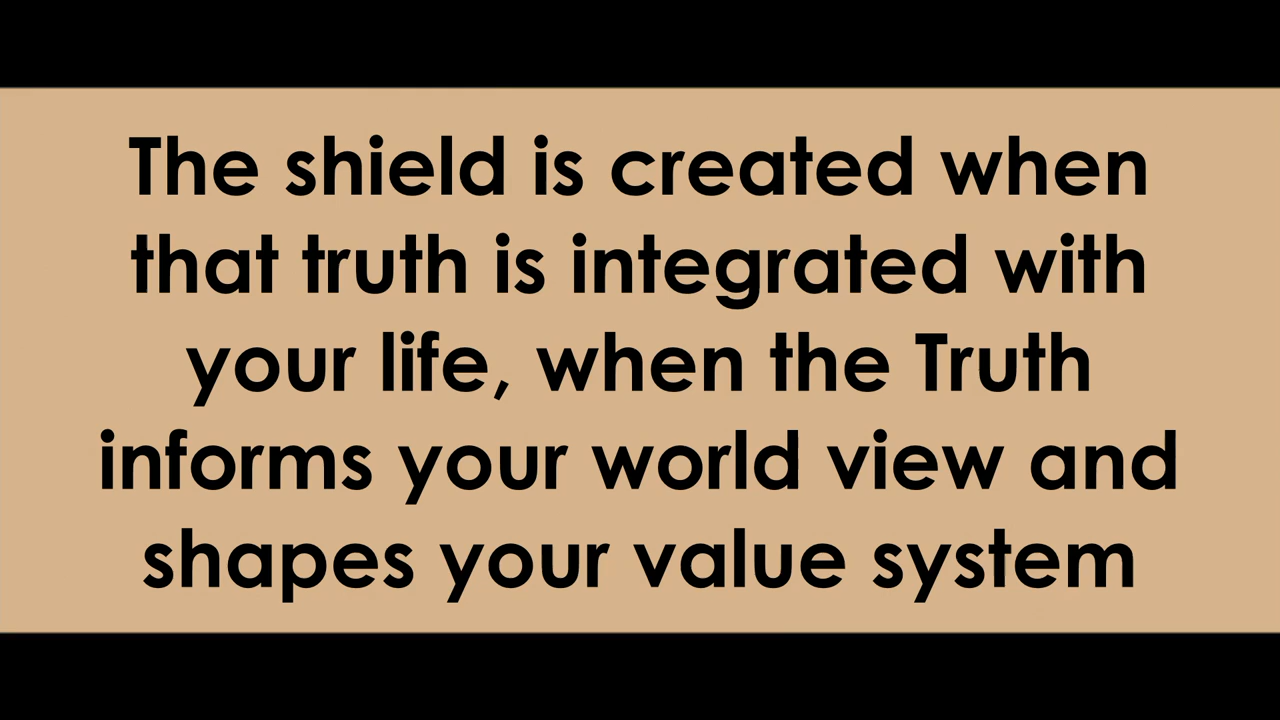 The shield is created when
that truth is integrated with
your life, when the Truth
informs your world view and
shapes your value system